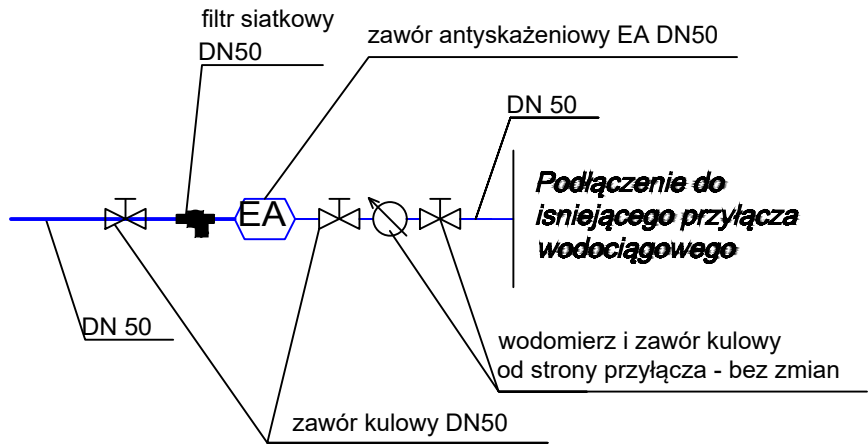 filtr siatkowy
DN50
zawór antyskażeniowy EA DN50
DN 50
EA
Podłączenie do
isniejącego przyłącza
wodociągowego
DN 50
wodomierz i zawór kulowy
od strony przyłącza - bez zmian
zawór kulowy DN50